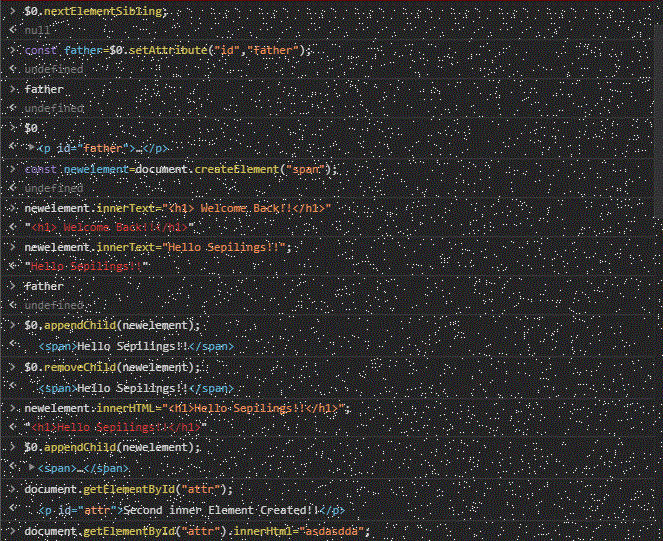 > $0.nextElementSibling;
< null
> const father=$0.setAttribute("id","father");
< undefined
> father
< undefined
> $0
< ▸<p id="father">…</p>
> const newelement=document.createElement("span");
< undefined
> newelement.innerText="<h1> Welcome Back!!</h1>"
< "<h1> Welcome Back!!</h1>"
> newelement.innerText="Hello Sepilings!!";
< "Hello Sepilings!!"
> father
< undefined
> $0.appendChild(newelement);
< <span>Hello Sepilings!!</span>
> $0.removeChild(newelement);
< <span>Hello Sepilings!!</span>
> newelement.innerHTML="<h1>Hello Sepilings!!</h1>";
< "<h1>Hello Sepilings!!</h1>"
> $0.appendChild(newelement);
< ▸<span>…</span>
> document.getElementById("attr");
< <p id="attr">Second inner Element Created!!</p>
> document.getElementById("attr").innerHtml="asdasdda";